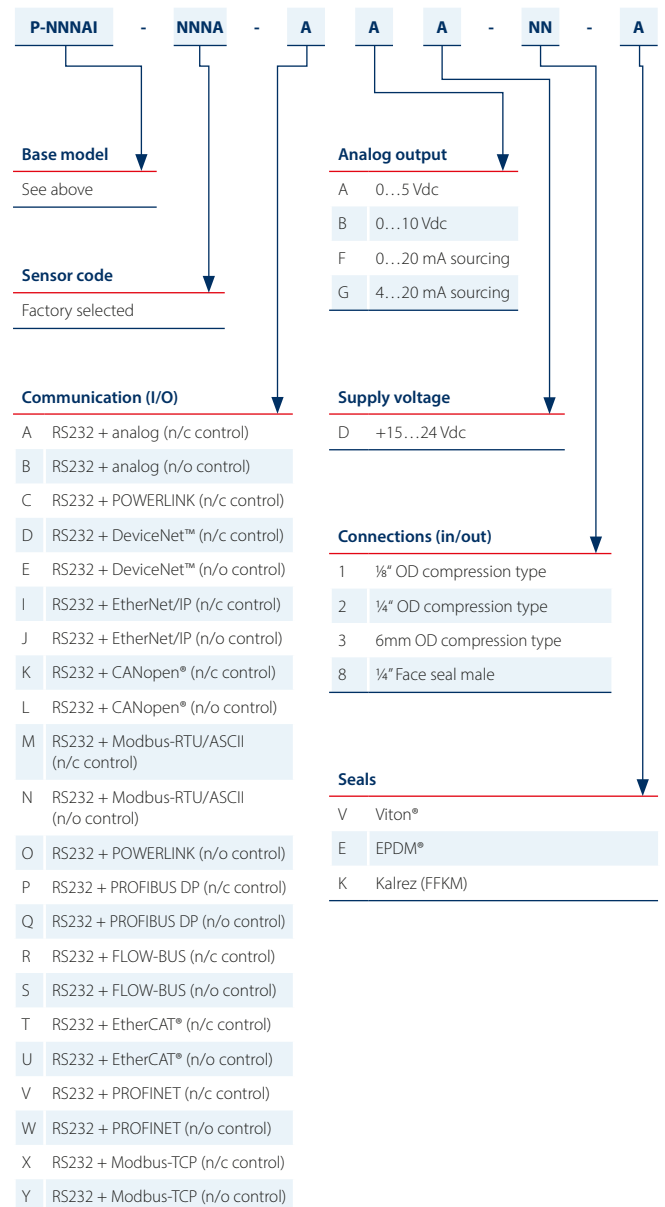 P-NNNAI - NNNA - A A A - NN - A
Base model
See above
Sensor code
Factory selected
Communication (I/O)
A RS232 + analog (n/c control)
B RS232 + analog (n/o control)
C RS232 + POWERLINK (n/c control)
D RS232 + DeviceNet™ (n/c control)
E RS232 + DeviceNet™ (n/o control)
I RS232 + EtherNet/IP (n/c control)
J RS232 + EtherNet/IP (n/o control)
K RS232 + CANopen® (n/c control)
L RS232 + CANopen® (n/o control)
M RS232 + Modbus-RTU/ASCII
(n/c control)
N RS232 + Modbus-RTU/ASCII
(n/o control)
O RS232 + POWERLINK (n/o control)
P RS232 + PROFIBUS DP (n/c control)
Q RS232 + PROFIBUS DP (n/o control)
R RS232 + FLOW-BUS (n/c control)
S RS232 + FLOW-BUS (n/o control)
T RS232 + EtherCAT® (n/c control)
U RS232 + EtherCAT® (n/o control)
V RS232 + PROFINET (n/c control)
W RS232 + PROFINET (n/o control)
X RS232 + Modbus-TCP (n/c control)
Y RS232 + Modbus-TCP (n/o control)
Analog output
A 0…5 Vdc
B 0…10 Vdc
F 0…20 mA sourcing
G 4…20 mA sourcing
Supply voltage
D +15…24 Vdc
Connections (in/out)
1 ⅛“ OD compression type
2 ¼“ OD compression type
3 6mm OD compression type
8 ¼” Face seal male
Seals
V Viton®
E EPDM®
K Kalrez (FFKM)